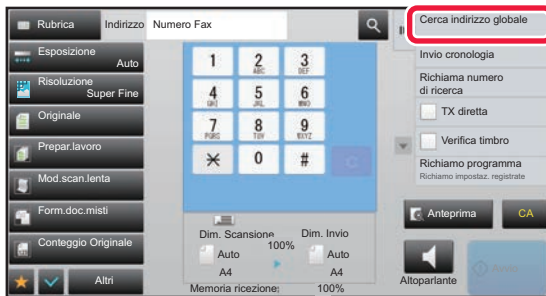 Rubrica
Indirizzo
Numero Fax
Cerca indirizzo globale
Esposizione
Auto
Risoluzione
Super Fine
Originale
Prepar.lavoro
Mod.scan.lenta
Form.doc.misti
Conteggio Originale
Altri
1
2
ABC
3
DEF
4
GHI
5
JKL
6
MNO
7
PQRS
8
TUV
9
WXYZ
0
#
C
Dim. Scansione
Dim. Invio
100%
Auto
Auto
A4
A4
Memoria ricezione:
100%
Invio cronologia
Richiama numero
di ricerca
TX diretta
Verifica timbro
Richiamo programma
Richiamo impostaz. registrate
Anteprima
CA
Altoparlante
Avvio